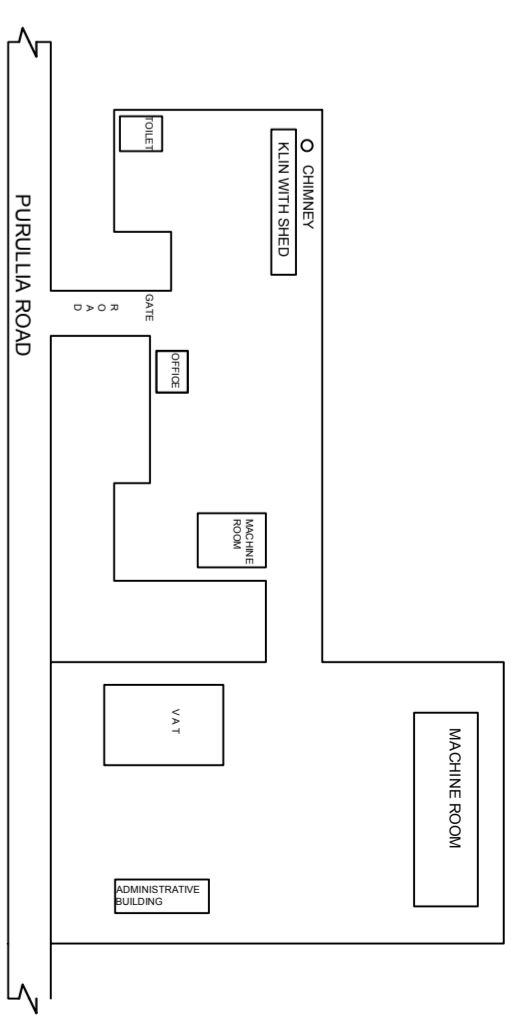 TOILET
CHIMNEY
KLIN WITH SHED
PURULLIA ROAD
GATE
ROAD
OFFICE
MACHINE
ROOM
VAT
MACHINE ROOM
ADMINISTRATIVE
BUILDING